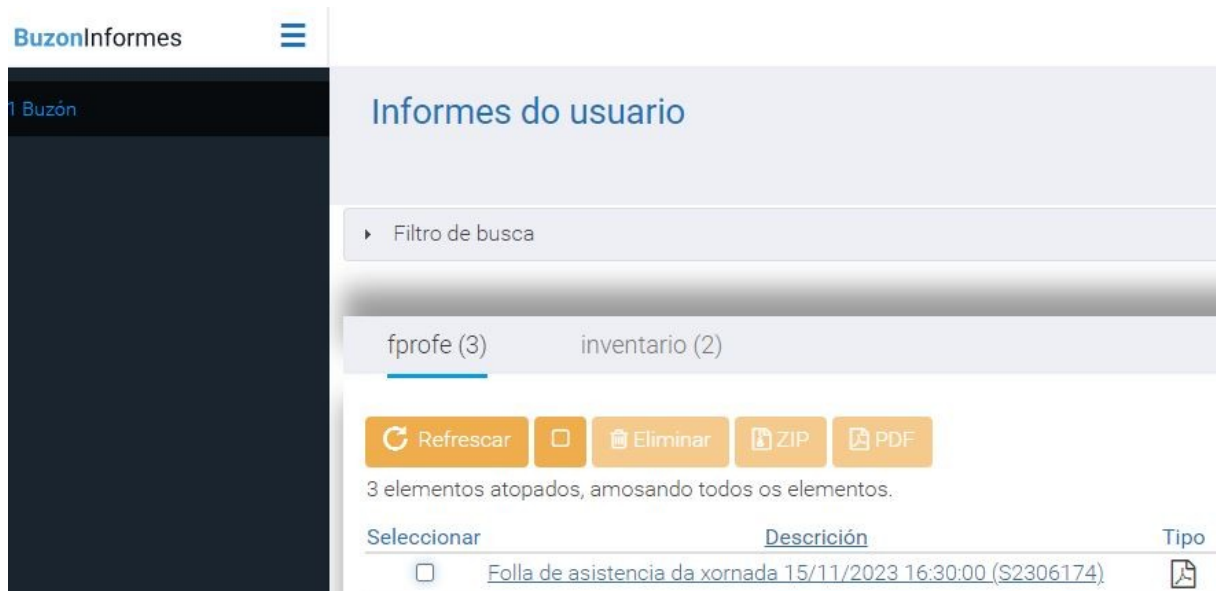 BuzonInformes
1 Buzón
Informes do usuario
Filtro de busca
fprofe (3) inventario (2)
Refrescar Eliminar ZIP PDF
3 elementos atopados, amosando todos os elementos.
Seleccionar Descrición Tipo
Folla de asistencia da xornada 15/11/2023 16:30:00 (S2306174)